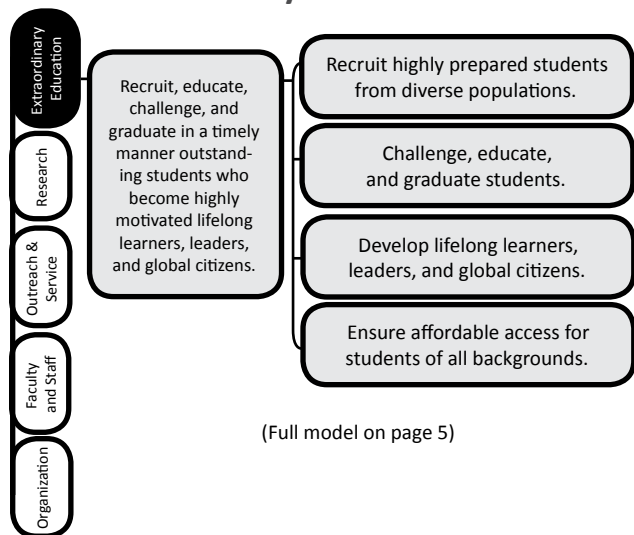 Extraordinary
Education
Research
Outreach &
Service
Faculty
and Staff
Organization
Recruit, educate,
challenge, and
graduate in a timely
manner outstand-
ing students who
become highly
motivated lifelong
learners, leaders,
and global citizens.
Recruit highly prepared students
from diverse populations.
Challenge, educate,
and graduate students.
Develop lifelong learners,
leaders, and global citizens.
Ensure affordable access for
students of all backgrounds.
(Full model on page 5)